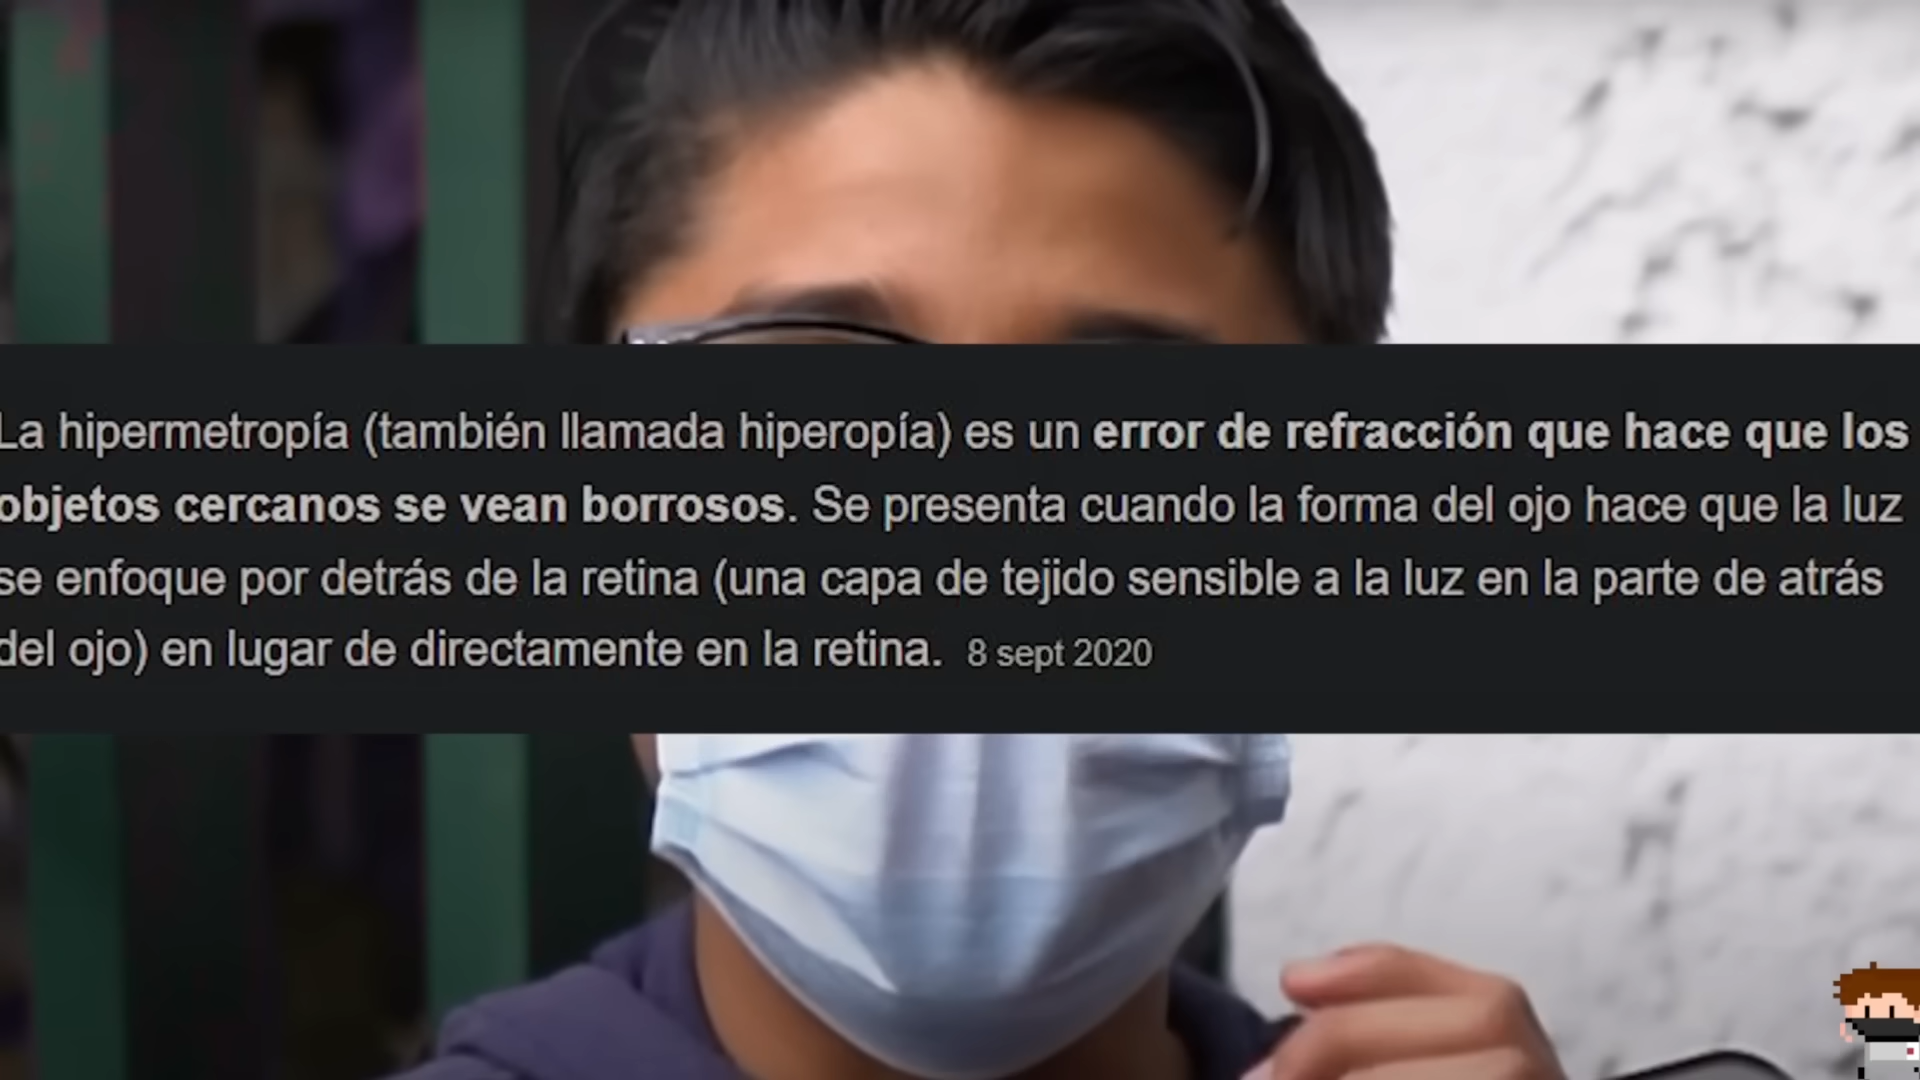 La hipermetropía (también llamada hiperopía) es un error de refracción que hace que los
objetos cercanos se vean borrosos. Se presenta cuando la forma del ojo hace que la luz
se enfoque por detrás de la retina (una capa de tejido sensible a la luz en la parte de atrás
del ojo) en lugar de directamente en la retina. 8 sept 2020